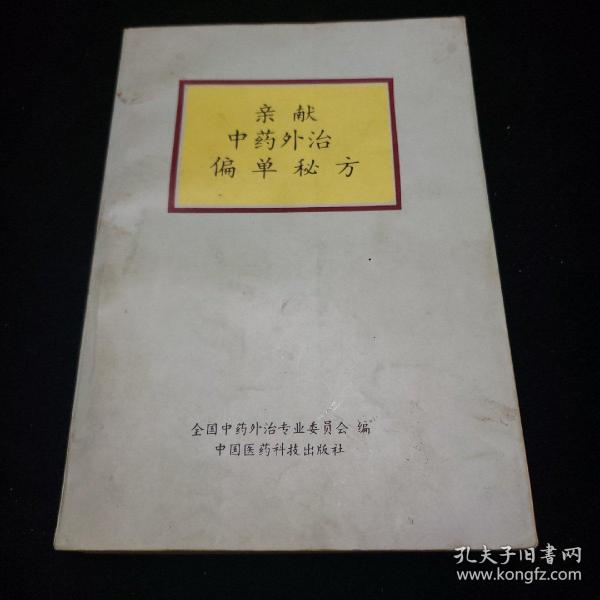 亲献
中药外治
偏单秘方
全国中药外治专业委员会 编
中国医药科技出版社
孔夫子旧書网
www.kongfz.com